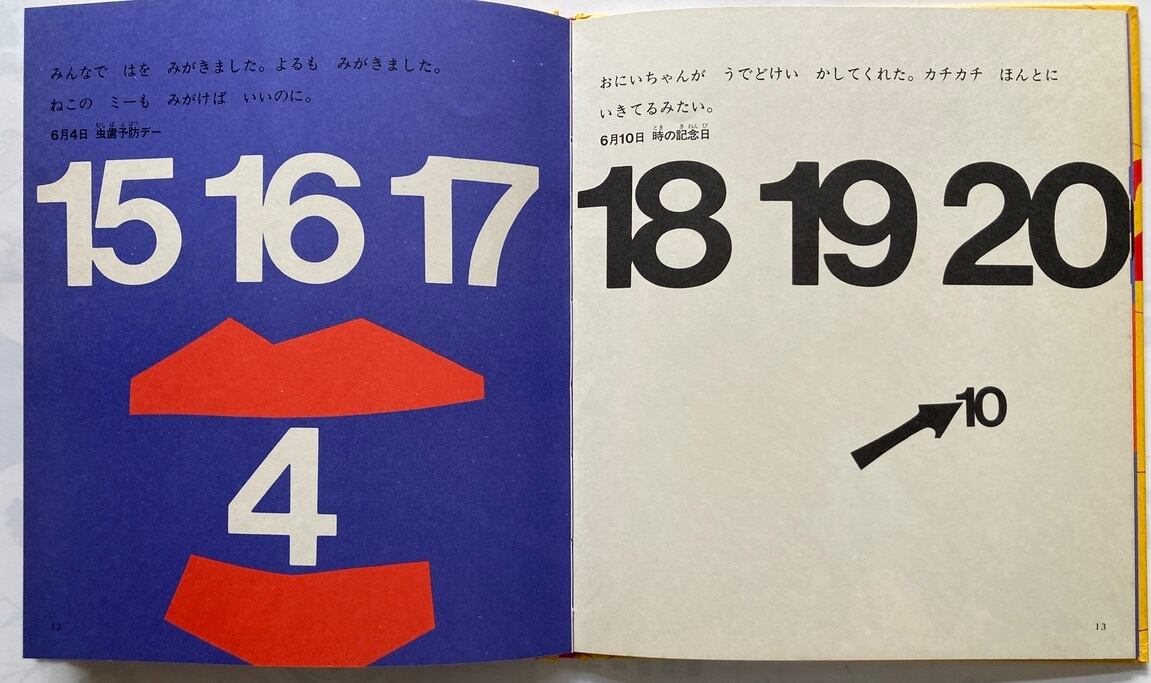 みんなで はを みがきました。よるも みがきました。
ねこの ミーも みがけば いいのに。
6月4日 虫歯予防デー
15 16 17
4
12
おにいちゃんが うでどけい かしてくれた。カチカチ ほんとに
いきてるみたい。
6月10日 時の記念日
18 19 20
10
13